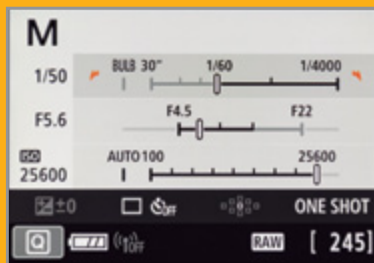 M
BULB 30" 1/60 1/4000
1/50
F4.5 F22
F5.6
ISO AUTO 100 25600
25600
±0 OFF ONE SHOT
Q OFF RAW [ 245]